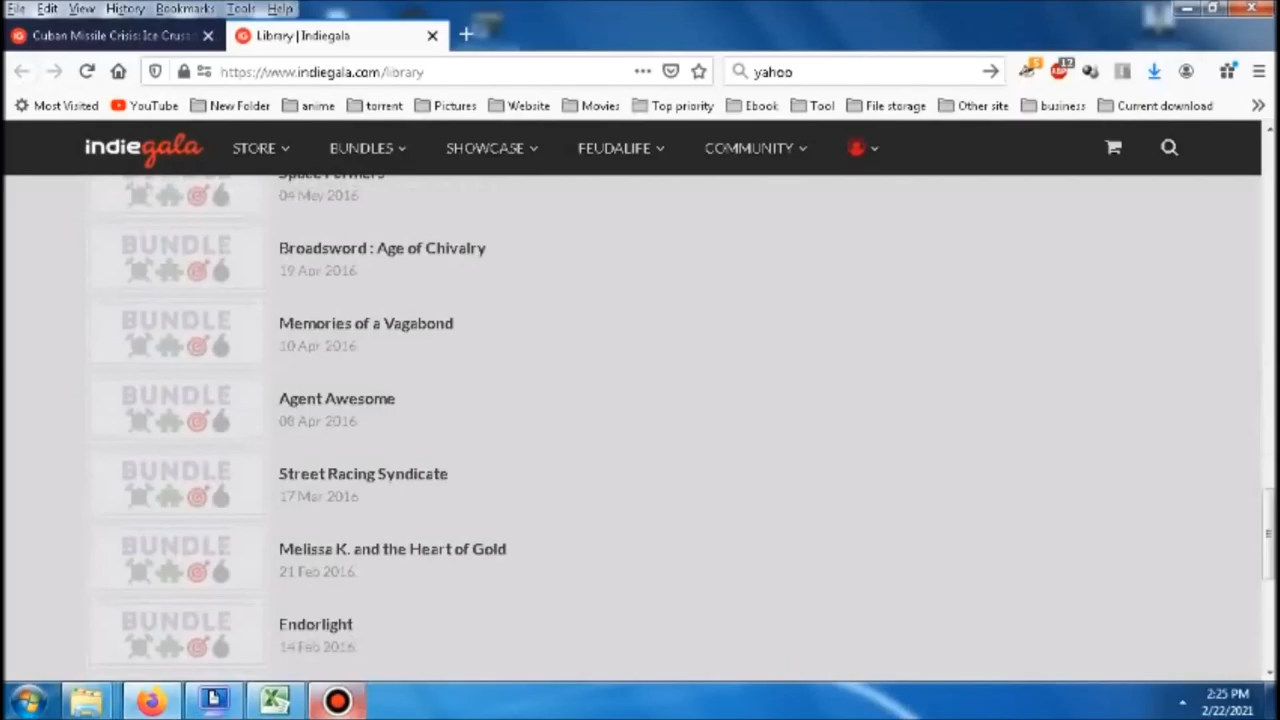 File Edit View History Bookmarks Tools Help
Cuban Missile Crisis: Ice Crusa
Library | Indiegala
https://www.indiegala.com/library
yahoo
5
12
Most Visited YouTube New Folder anime torrent Pictures Website Movies Top priority Ebook Tool File storage Other site business Current download
indiegala STORE BUNDLES SHOWCASE FEUDALIFE COMMUNITY
04 May 2016
BUNDLE
Broadsword : Age of Chivalry
19 Apr 2016
BUNDLE
Memories of a Vagabond
10 Apr 2016
BUNDLE
Agent Awesome
08 Apr 2016
BUNDLE
Street Racing Syndicate
17 Mar 2016
BUNDLE
Melissa K. and the Heart of Gold
21 Feb 2016
BUNDLE
Endorlight
14 Feb 2016
2:25 PM
2/22/2021